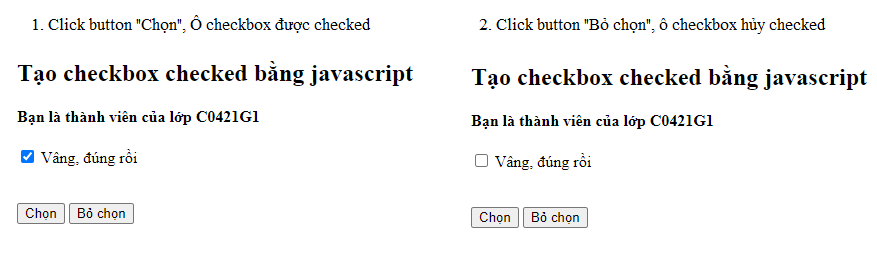 1. Click button "Chọn", Ô checkbox được checked
Tạo checkbox checked bằng javascript
Bạn là thành viên của lớp C0421G1
Vâng, đúng rồi
Chọn Bỏ chọn
2. Click button "Bỏ chọn", ô checkbox hủy checked
Tạo checkbox checked bằng javascript
Bạn là thành viên của lớp C0421G1
Vâng, đúng rồi
Chọn Bỏ chọn